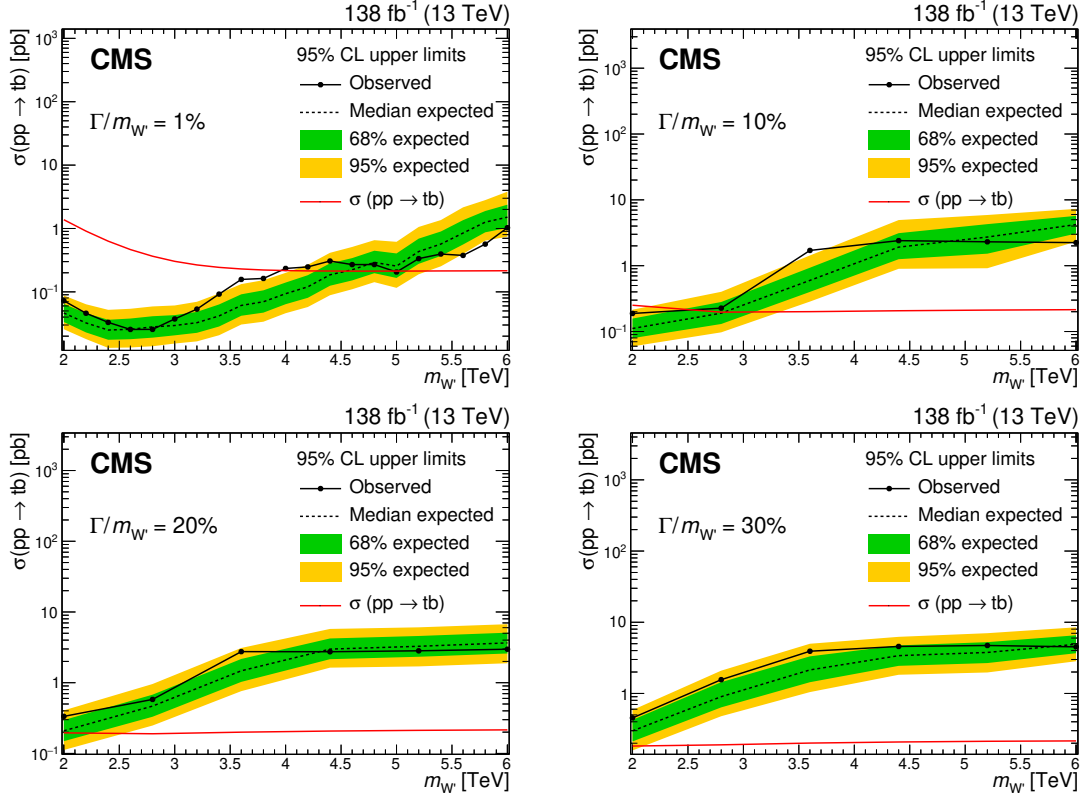 138 fb⁻¹ (13 TeV)
σ(pp → tb) [pb]
CMS
Γ/m_W' = 1%
95% CL upper limits
Observed
Median expected
68% expected
95% expected
σ (pp → tb)
10³
10²
10
1
10⁻¹
2 2.5 3 3.5 4 4.5 5 5.5 6
m_W' [TeV]
138 fb⁻¹ (13 TeV)
σ(pp → tb) [pb]
CMS
Γ/m_W' = 10%
95% CL upper limits
Observed
Median expected
68% expected
95% expected
σ (pp → tb)
10³
10²
10
1
10⁻¹
2 2.5 3 3.5 4 4.5 5 5.5 6
m_W' [TeV]
138 fb⁻¹ (13 TeV)
σ(pp → tb) [pb]
CMS
Γ/m_W' = 20%
95% CL upper limits
Observed
Median expected
68% expected
95% expected
σ (pp → tb)
10³
10²
10
1
10⁻¹
2 2.5 3 3.5 4 4.5 5 5.5 6
m_W' [TeV]
138 fb⁻¹ (13 TeV)
σ(pp → tb) [pb]
CMS
Γ/m_W' = 30%
95% CL upper limits
Observed
Median expected
68% expected
95% expected
σ (pp → tb)
10³
10²
10
1
2 2.5 3 3.5 4 4.5 5 5.5 6
m_W' [TeV]